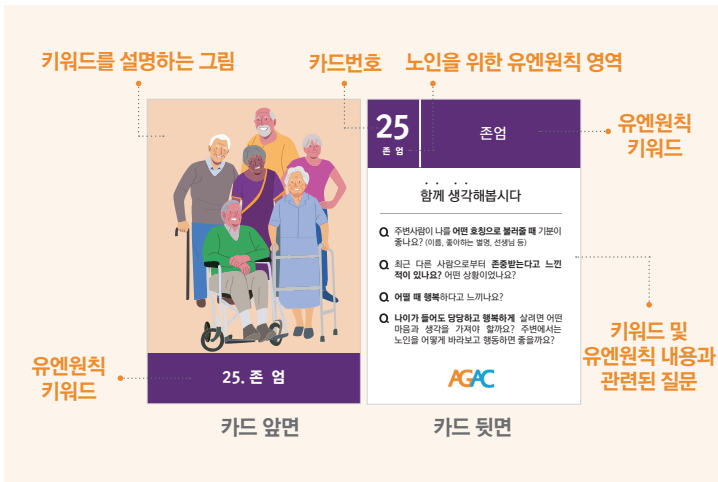 키워드를 설명하는 그림
카드번호
노인을 위한 유엔원칙 영역
25
존 엄
존엄
유엔원칙
키워드
함께 생각해봅시다
Q 주변사람이 나를 어떤 호칭으로 불러줄 때 기분이
좋나요? (이름, 좋아하는 별명, 선생님 등)
Q 최근 다른 사람으로부터 존중받는다고 느낀
적이 있나요? 어떤 상황이었나요?
Q 어떨 때 행복하다고 느끼나요?
Q 나이가 들어도 당당하고 행복하게 살려면 어떤
마음과 생각을 가져야 할까요? 주변에서는
노인을 어떻게 바라보고 행동하면 좋을까요?
키워드 및
유엔원칙 내용과
관련된 질문
유엔원칙
키워드
25. 존 엄
AGAC
카드 앞면
카드 뒷면